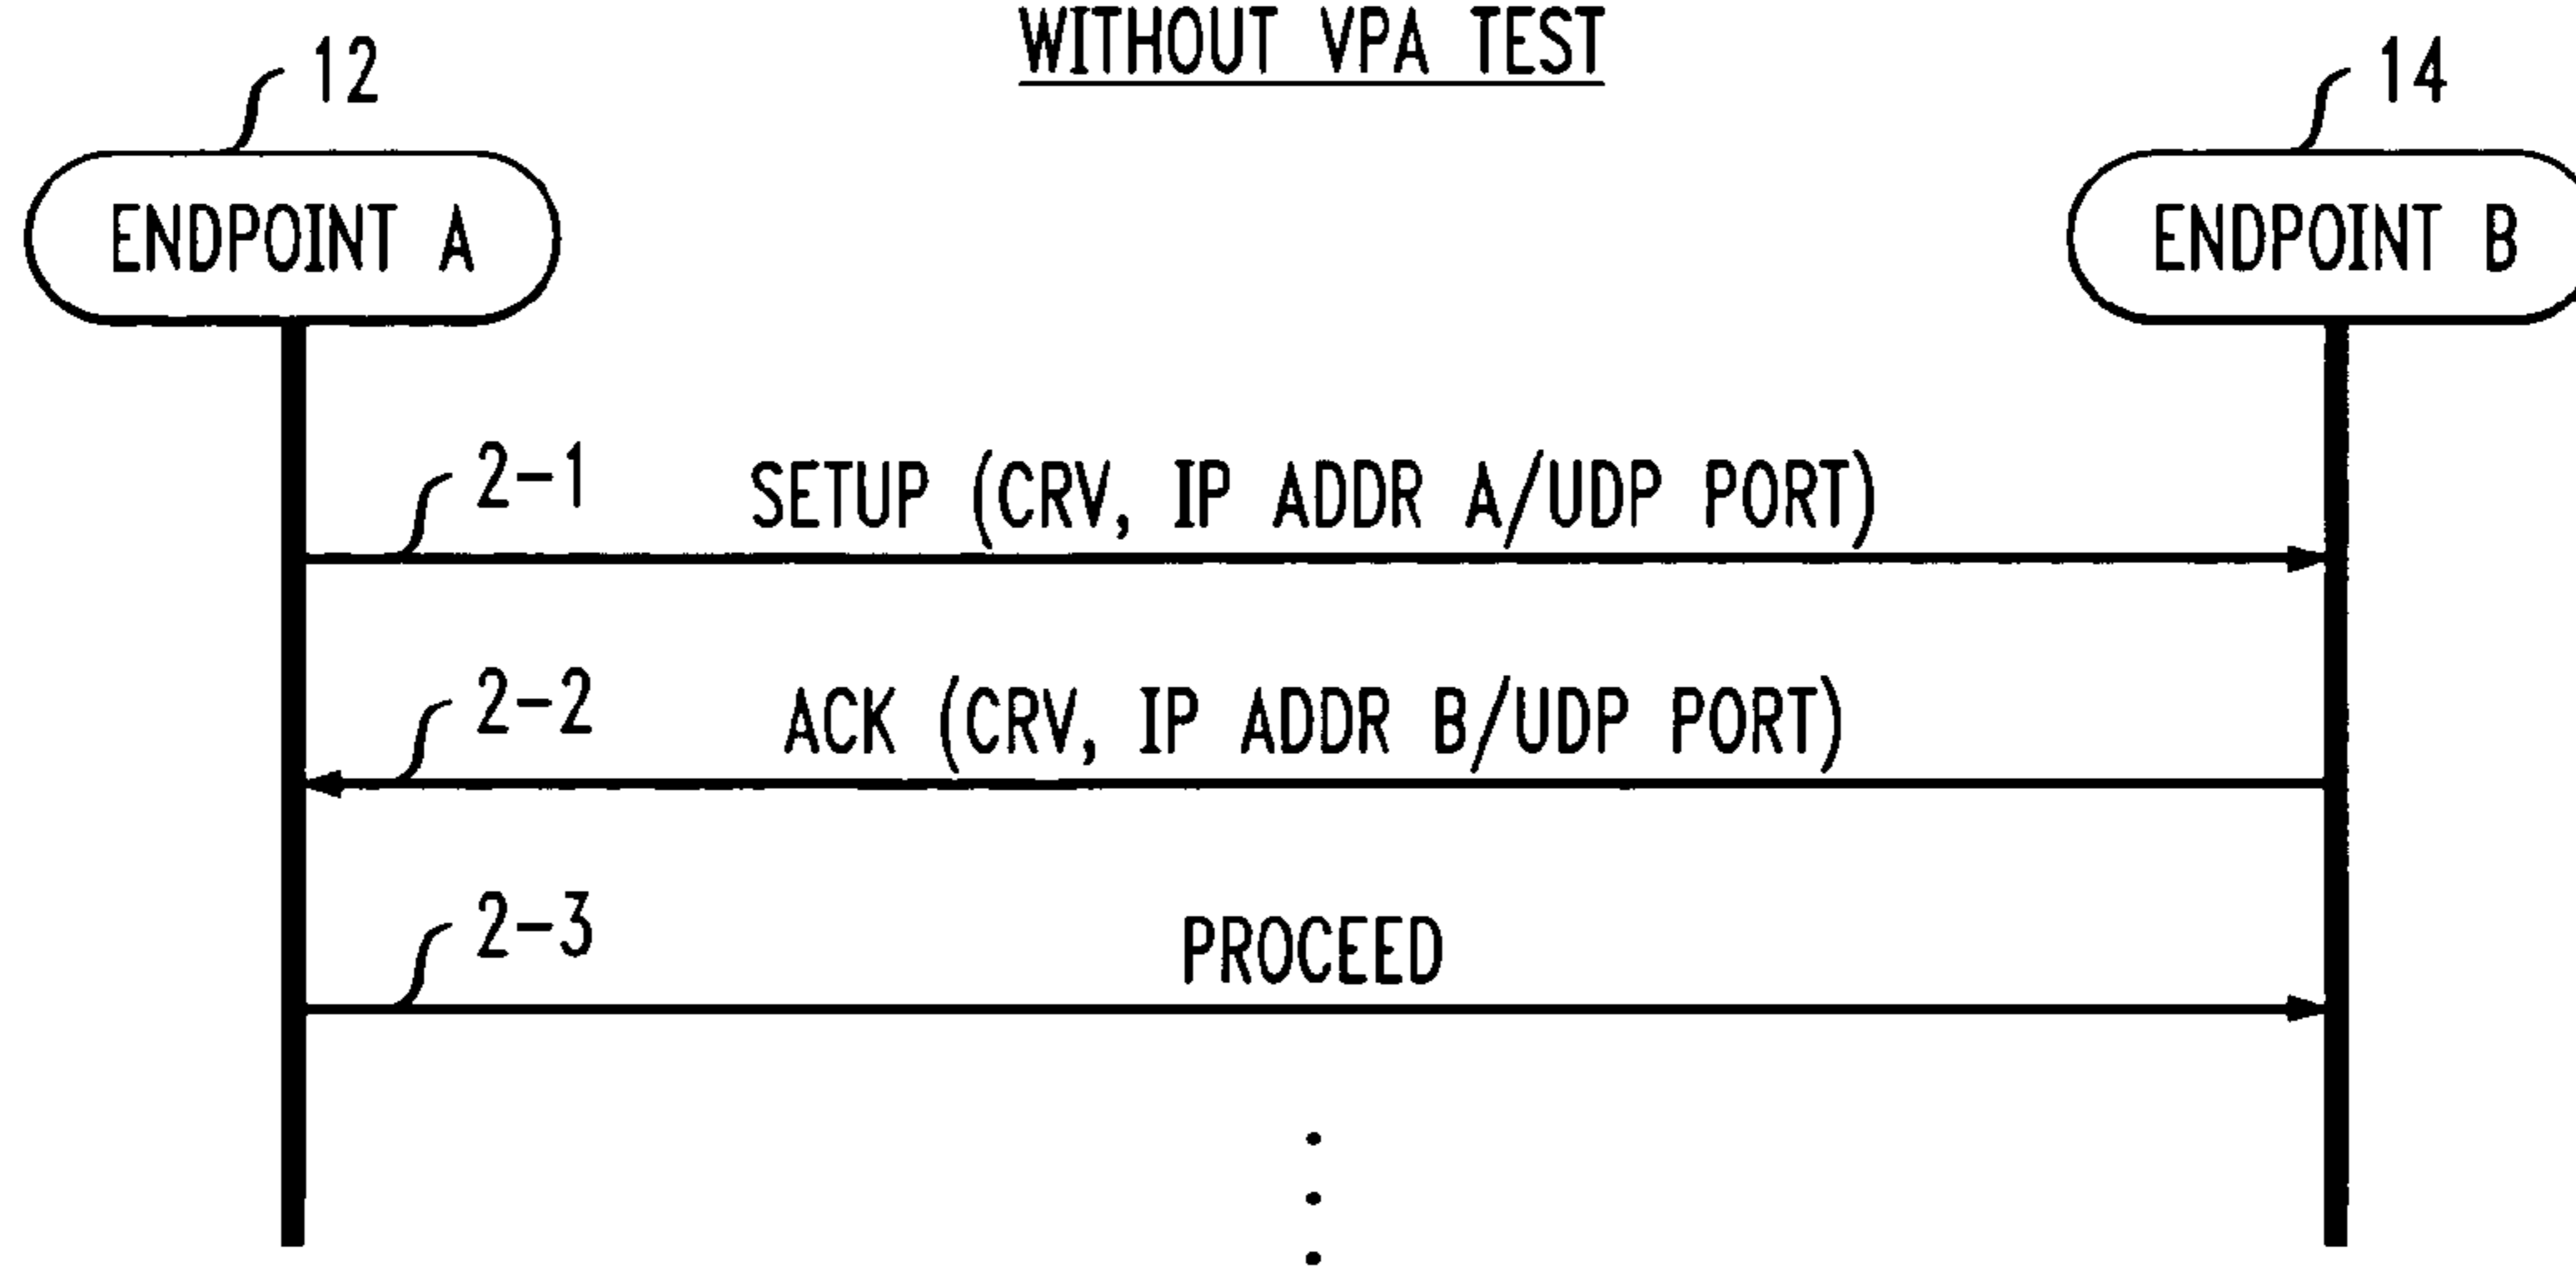 WITHOUT VPA TEST
12
14
ENDPOINT A
ENDPOINT B
2-1
SETUP (CRV, IP ADDR A/UDP PORT)
2-2
ACK (CRV, IP ADDR B/UDP PORT)
2-3
PROCEED